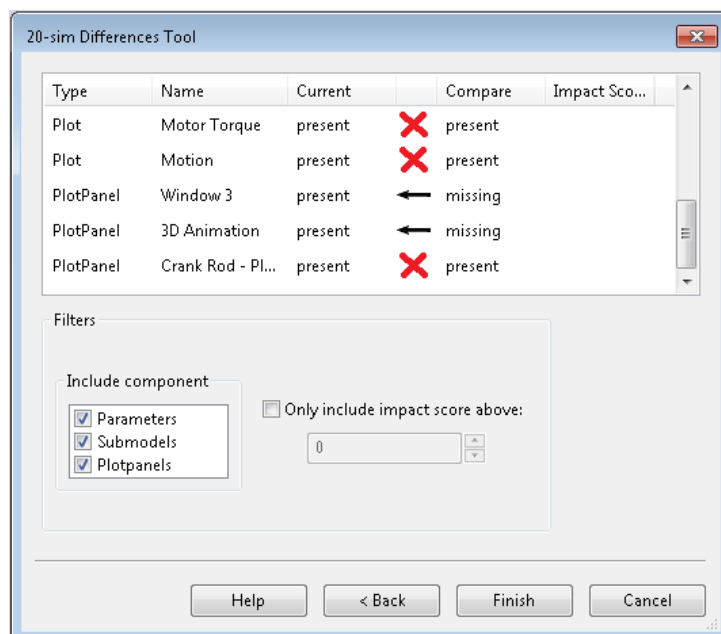 20-sim Differences Tool
Type Name Current Compare Impact Sco...
Plot Motor Torque present present
Plot Motion present present
PlotPanel Window 3 present missing
PlotPanel 3D Animation present missing
PlotPanel Crank Rod - Pl... present present
Filters
Include component
Parameters
Submodels
Plotpanels
Only include impact score above:
0
Help < Back Finish Cancel